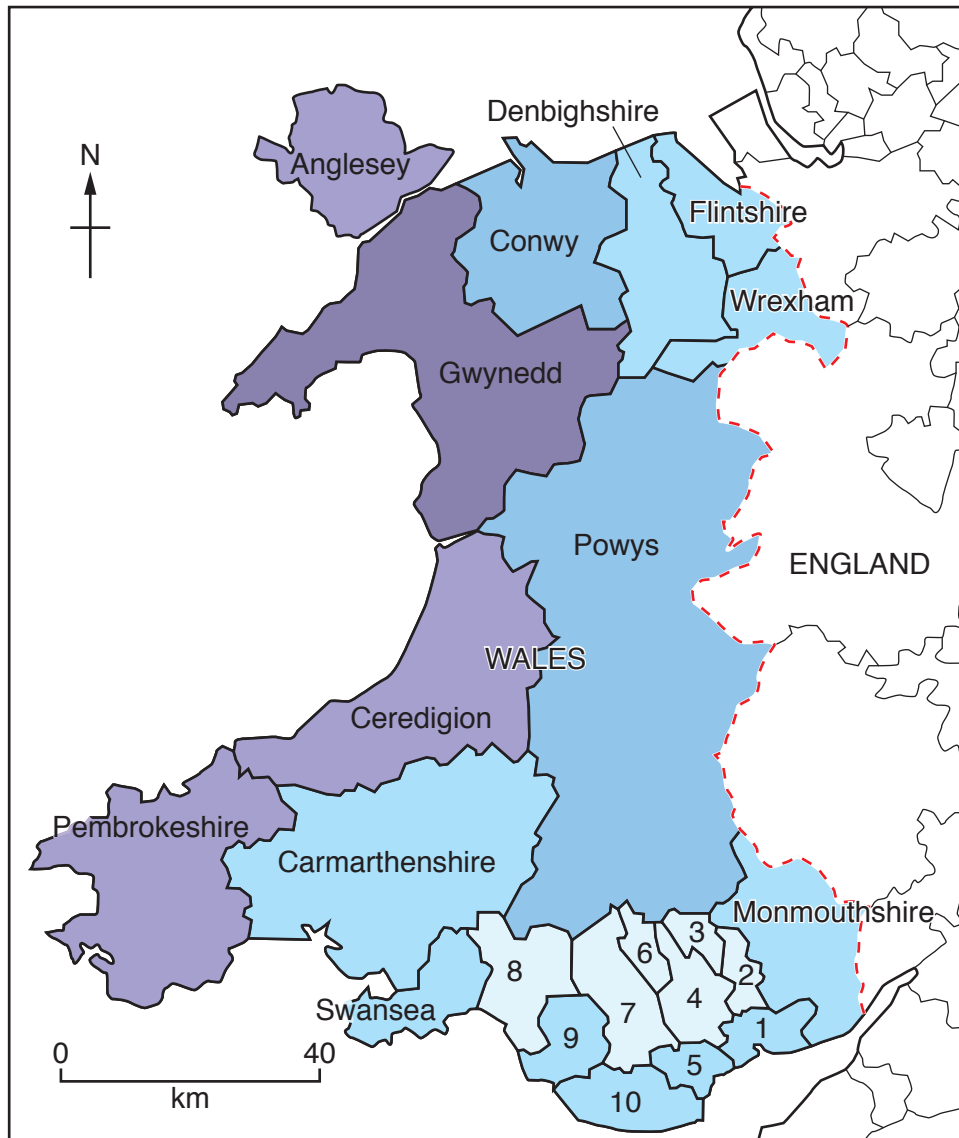 Denbighshire
N
Anglesey
Flintshire
Conwy
Wrexham
Gwynedd
Powys
ENGLAND
WALES
Ceredigion
Pembrokeshire
Carmarthenshire
Monmouthshire
3
6
8
2
4
Swansea
7
1
9
5
0 40
km
10